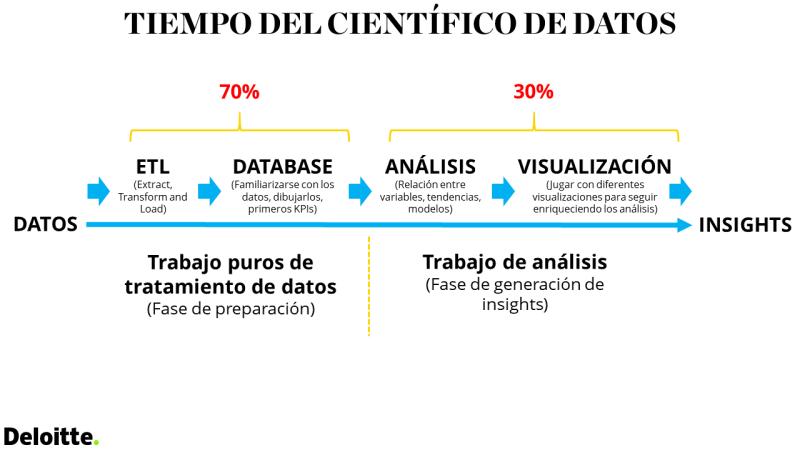 TIEMPO DEL CIENTÍFICO DE DATOS
70%
30%
ETL
(Extract,
Transform and
Load)
DATABASE
(Familiarizarse con los
datos, dibujarlos,
primeros KPIs)
ANÁLISIS
(Relación entre
variables, tendencias,
modelos)
VISUALIZACIÓN
(Jugar con diferentes
visualizaciones para seguir
enriqueciendo los análisis)
DATOS
INSIGHTS
Trabajo puros de
tratamiento de datos
(Fase de preparación)
Trabajo de análisis
(Fase de generación de
insights)
Deloitte.